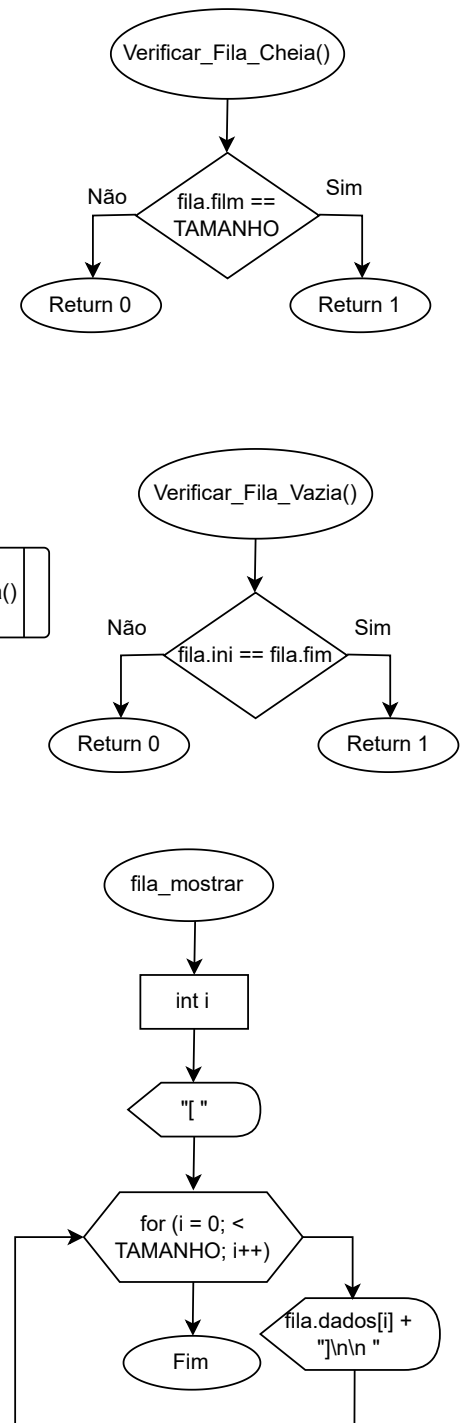 Verificar_Fila_Cheia()
Não
fila.film ==
TAMANHO
Sim
Return 0
Return 1
Verificar_Fila_Vazia()
()
Não
fila.ini == fila.fim
Sim
Return 0
Return 1
fila_mostrar
int i
"[ "
for (i = 0; <
TAMANHO; i++)
fila.dados[i] +
"]\n\n "
Fim